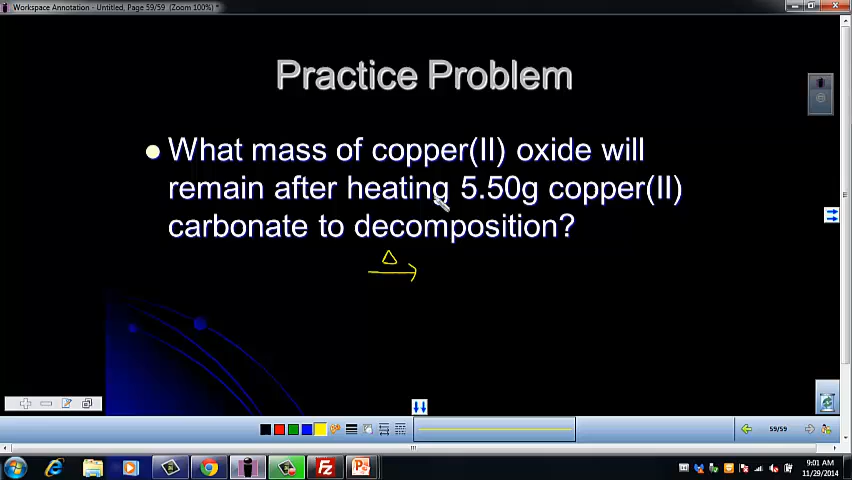 Workspace Annotation - Untitled, Page 59/59 (Zoom 100%) *
Practice Problem
What mass of copper(II) oxide will
remain after heating 5.50g copper(II)
carbonate to decomposition?
Δ
59/59
9:01 AM
11/29/2014